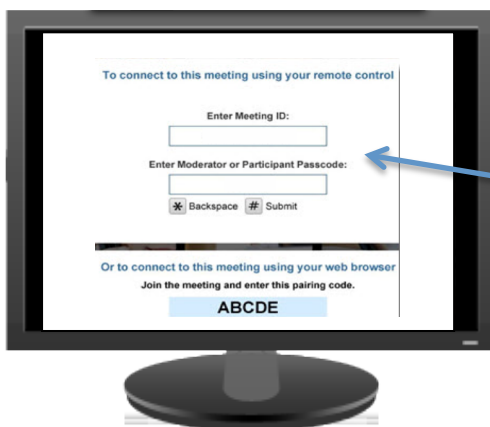 To connect to this meeting using your remote control
Enter Meeting ID:
Enter Moderator or Participant Passcode:
* Backspace # Submit
Or to connect to this meeting using your web browser
Join the meeting and enter this pairing code.
ABCDE